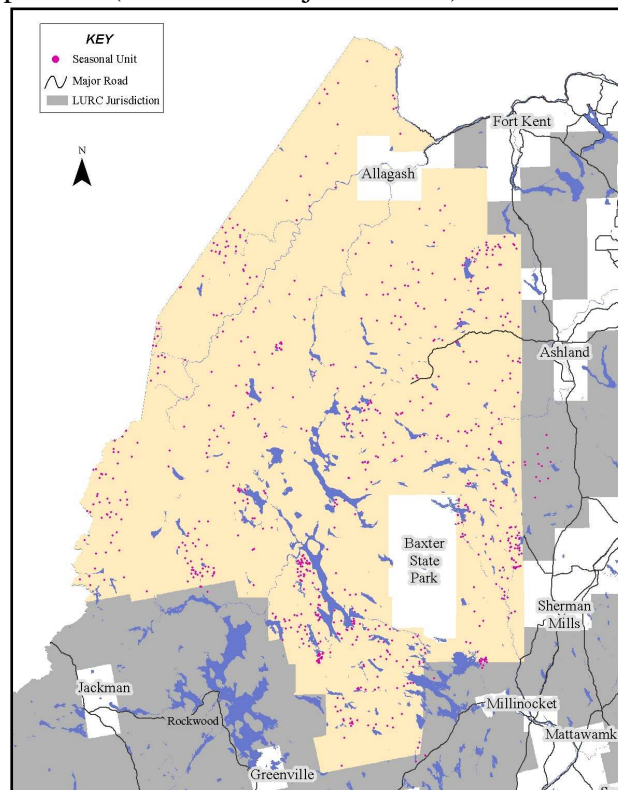 KEY
Seasonal Unit
Major Road
LURC Jurisdiction
N
Fort Kent
Allagash
Ashland
Baxter
State
Park
Sherman
Mills
Jackman
Rockwood
Millinocket
Mattawamk
Greenville